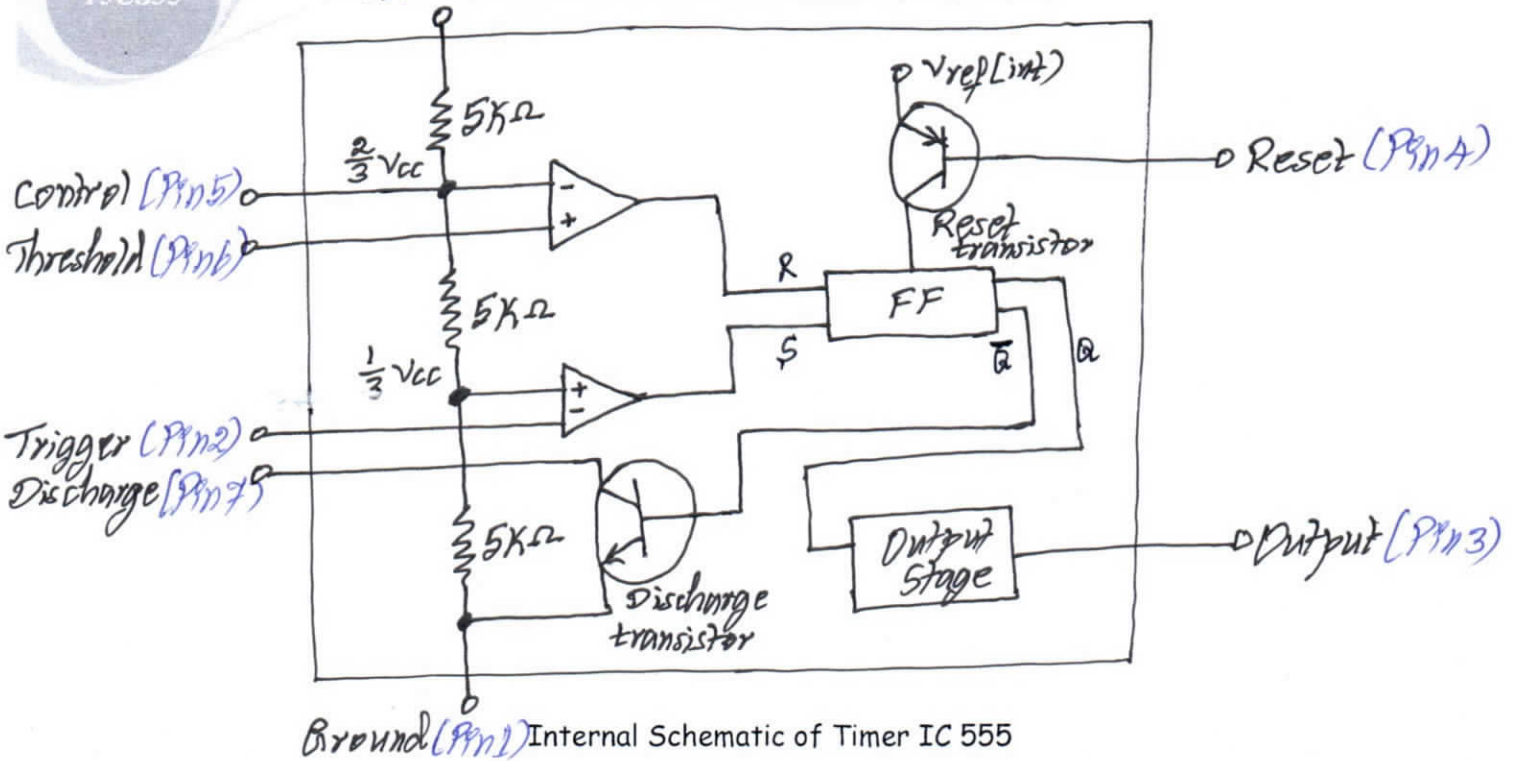 Vref(int)
5KΩ
2/3 Vcc
Control (Pin5)
Reset (Pin4)
Threshold (Pin6)
Reset
transistor
+
-
R
FF
5KΩ
S
Q̅
Q
1/3 Vcc
+
-
Trigger (Pin2)
Discharge (Pin7)
5KΩ
Output
Stage
Output (Pin3)
Discharge
transistor
Ground (Pin1) Internal Schematic of Timer IC 555